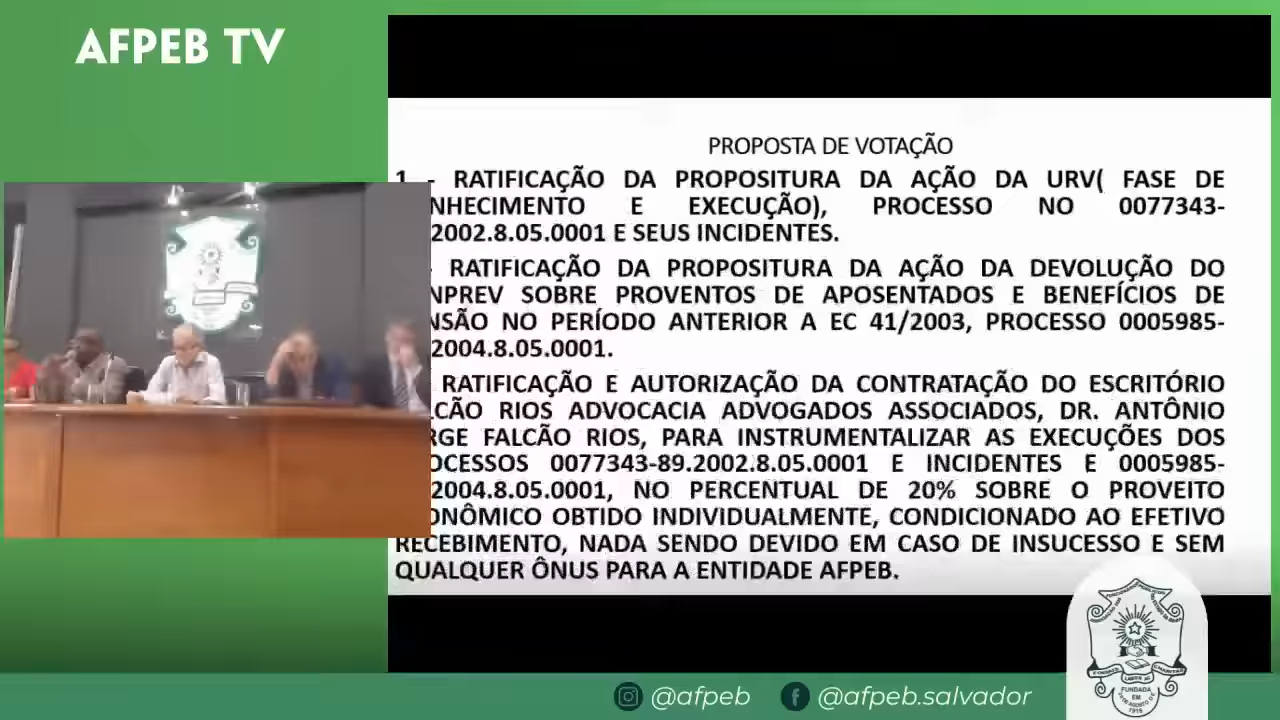 AFPEB TV
PROPOSTA DE VOTAÇÃO
1 - RATIFICAÇÃO DA PROPOSITURA DA AÇÃO DA URV( FASE DE
NHECIMENTO E EXECUÇÃO), PROCESSO NO 0077343-
2002.8.05.0001 E SEUS INCIDENTES.
- RATIFICAÇÃO DA PROPOSITURA DA AÇÃO DA DEVOLUÇÃO DO
NPREV SOBRE PROVENTOS DE APOSENTADOS E BENEFÍCIOS DE
NSÃO NO PERÍODO ANTERIOR A EC 41/2003, PROCESSO 0005985-
2004.8.05.0001.
RATIFICAÇÃO E AUTORIZAÇÃO DA CONTRATAÇÃO DO ESCRITÓRIO
LCÃO RIOS ADVOCACIA ADVOGADOS ASSOCIADOS, DR. ANTÔNIO
RGE FALCÃO RIOS, PARA INSTRUMENTALIZAR AS EXECUÇÕES DOS
OCESSOS 0077343-89.2002.8.05.0001 E INCIDENTES E 0005985-
2004.8.05.0001, NO PERCENTUAL DE 20% SOBRE O PROVEITO
ONÔMICO OBTIDO INDIVIDUALMENTE, CONDICIONADO AO EFETIVO
RECEBIMENTO, NADA SENDO DEVIDO EM CASO DE INSUCESSO E SEM
QUALQUER ÔNUS PARA A ENTIDADE AFPEB.
FUNDADA
EM
1918
@afpeb
@afpeb.salvador